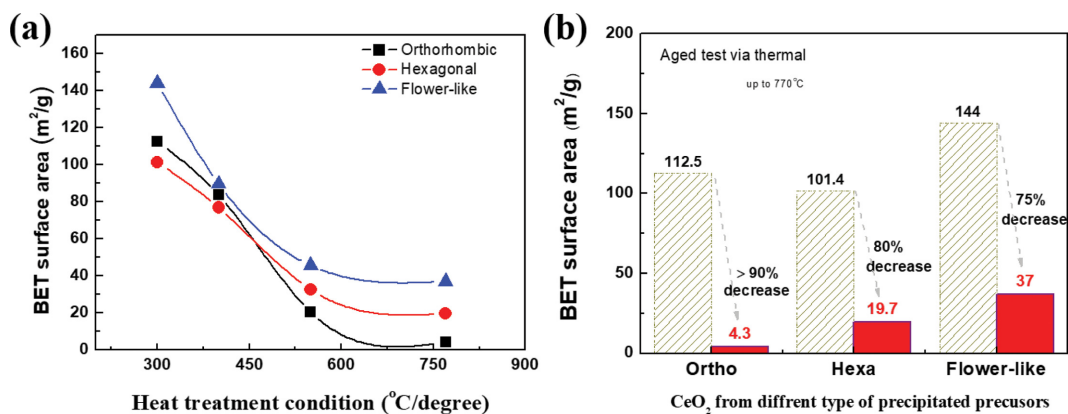 (a)
160
140
120
100
80
60
40
20
0
BET surface area (m²/g)
Orthorhombic
Hexagonal
Flower-like
300 450 600 750 900
Heat treatment condition (°C/degree)
(b)
200
150
100
50
0
BET surface area (m²/g)
Aged test via thermal
up to 770°C
112.5
> 90%
decrease
4.3
101.4
80%
decrease
19.7
144
75%
decrease
37
Ortho Hexa Flower-like
CeO₂ from diffrent type of precipitated precusors